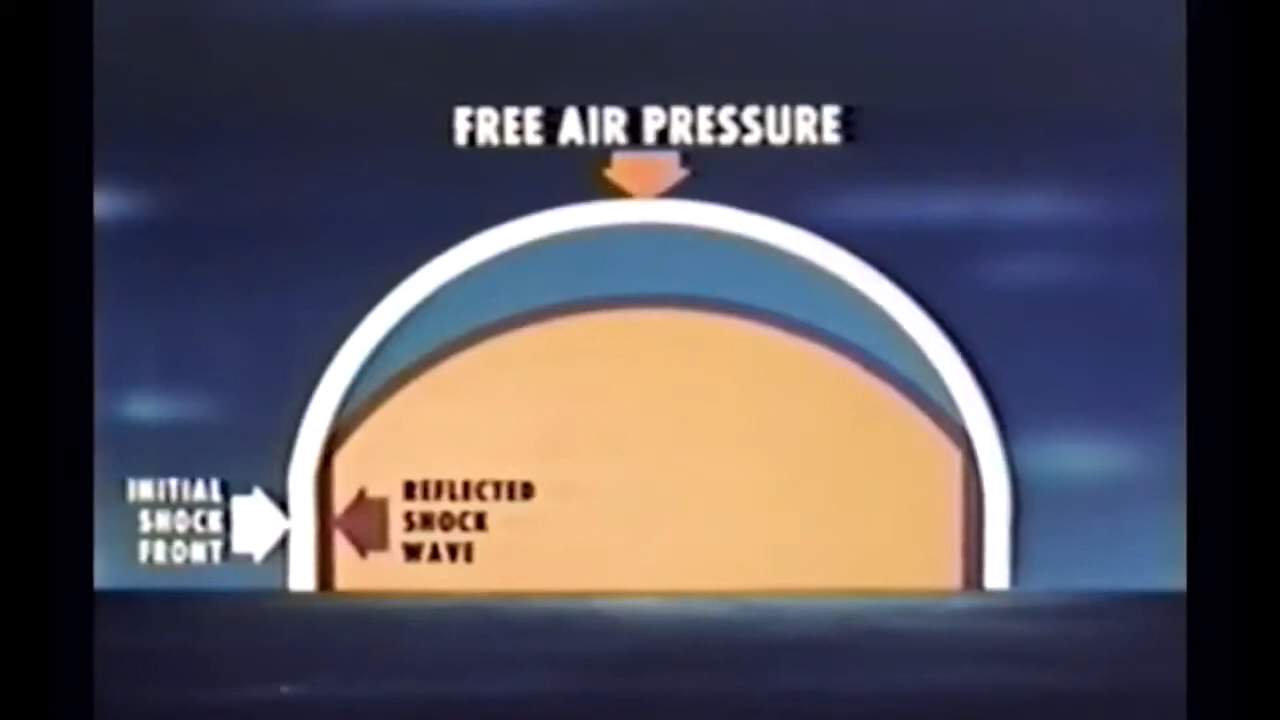 FREE AIR PRESSURE
INITIAL
SHOCK
FRONT
REFLECTED
SHOCK
WAVE